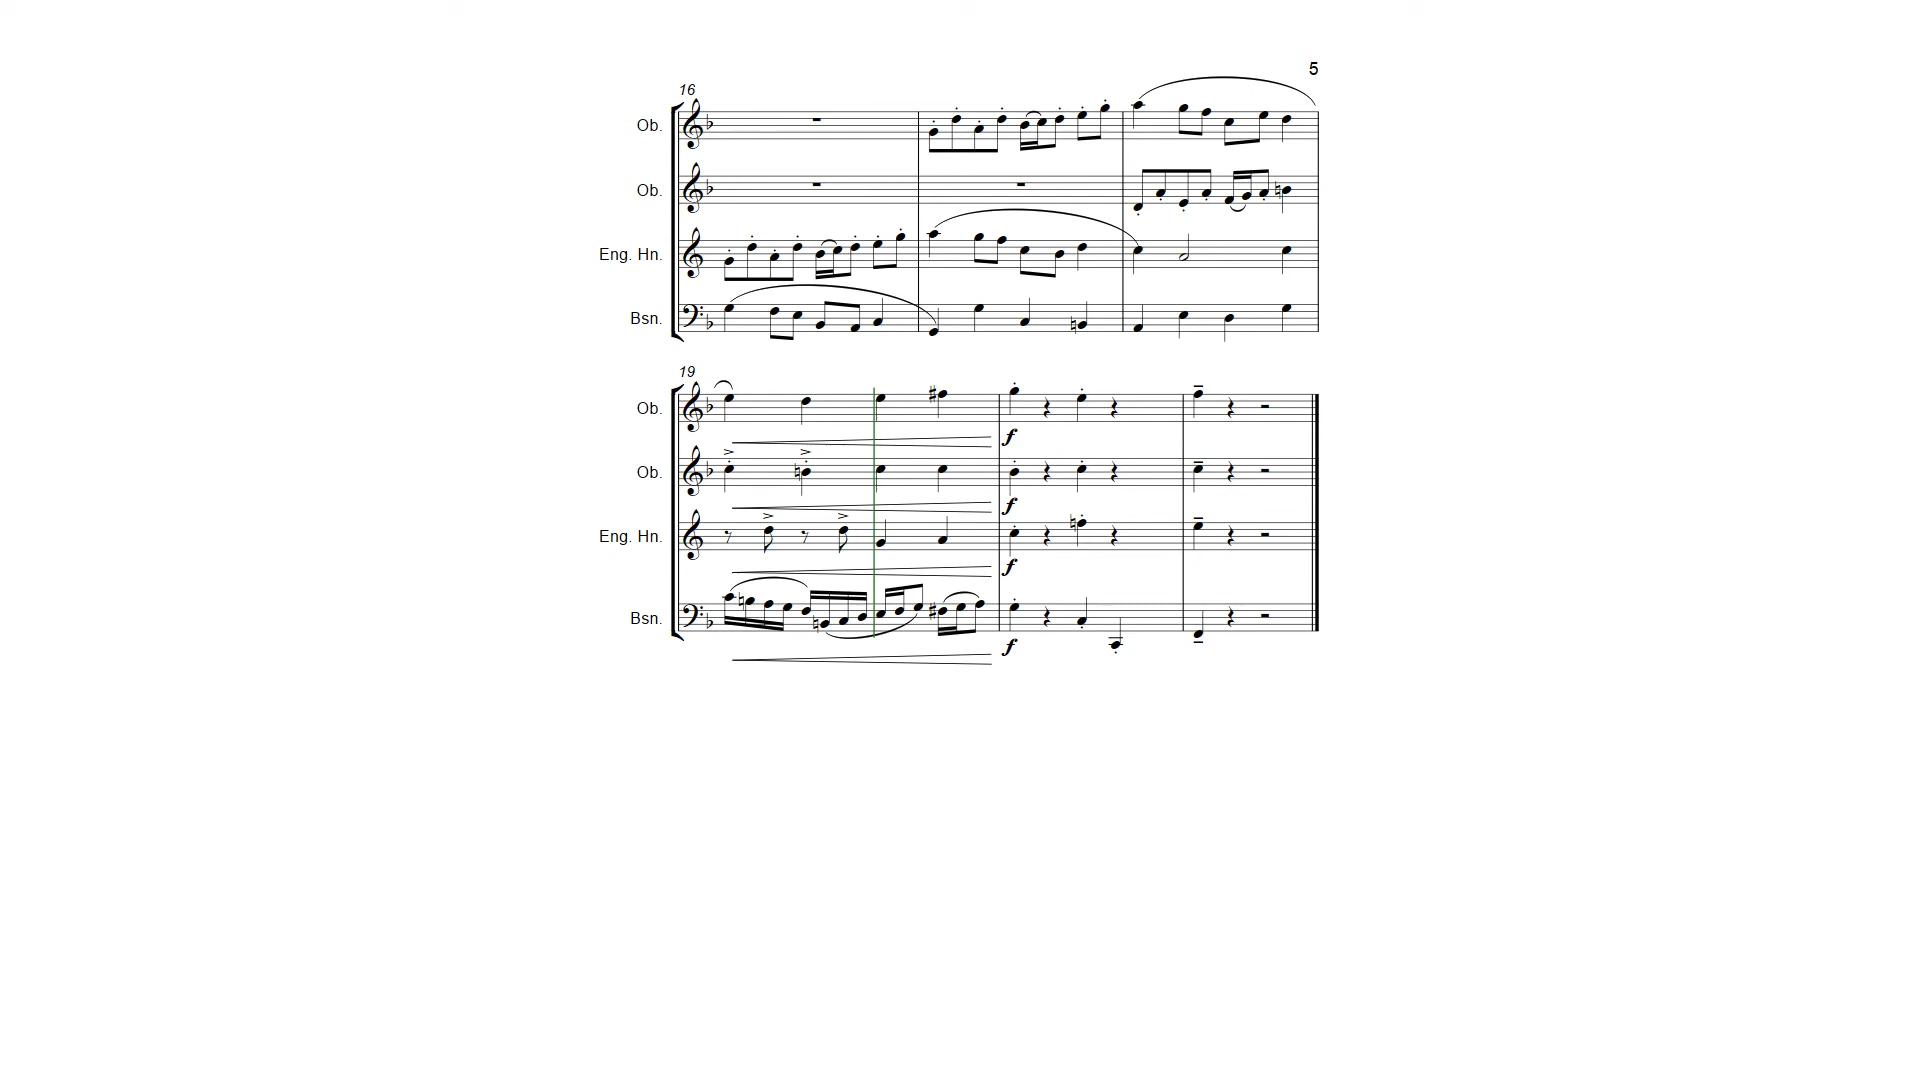 5
16
Ob.
Ob.
Eng. Hn.
Bsn.
19
Ob.
f
Ob.
f
Eng. Hn.
f
Bsn.
f